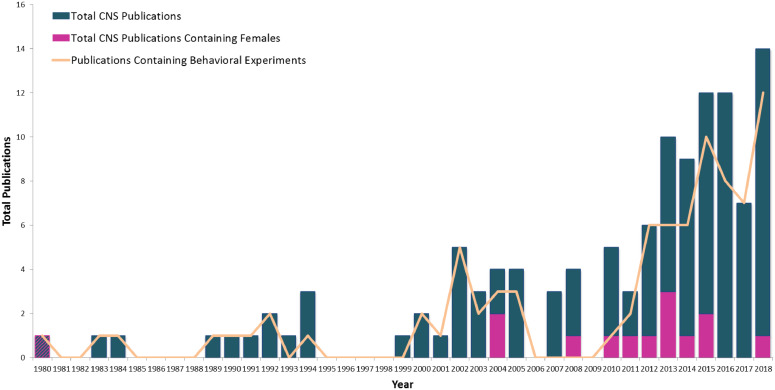 16
Total CNS Publications
Total CNS Publications Containing Females
14
Publications Containing Behavioral Experiments
12
10
8
6
4
2
0
Total Publications
1980 1981 1982 1983 1984 1985 1986 1987 1988 1989 1990 1991 1992 1993 1994 1995 1996 1997 1998 1999 2000 2001 2002 2003 2004 2005 2006 2007 2008 2009 2010 2011 2012 2013 2014 2015 2016 2017 2018
Year